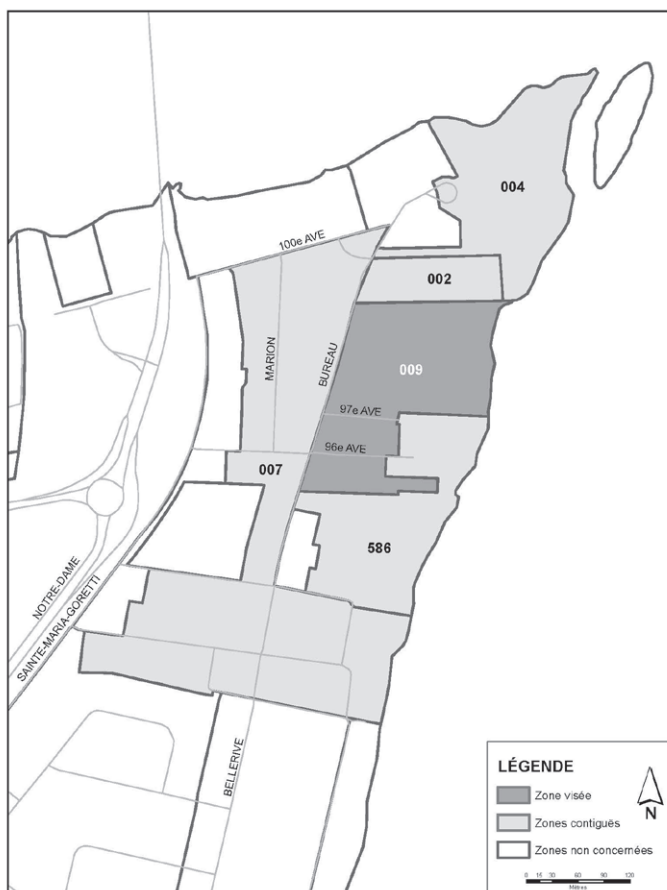 004
100e AVE
002
MARION
BUREAU
009
97e AVE
96e AVE
007
586
NOTRE-DAME
SAINTE-MARIA-GORETTI
BELLERIVE
LÉGENDE
Zone visée
Zones contiguës
Zones non concernées
N
0 15 30 60 90 120
Mètres